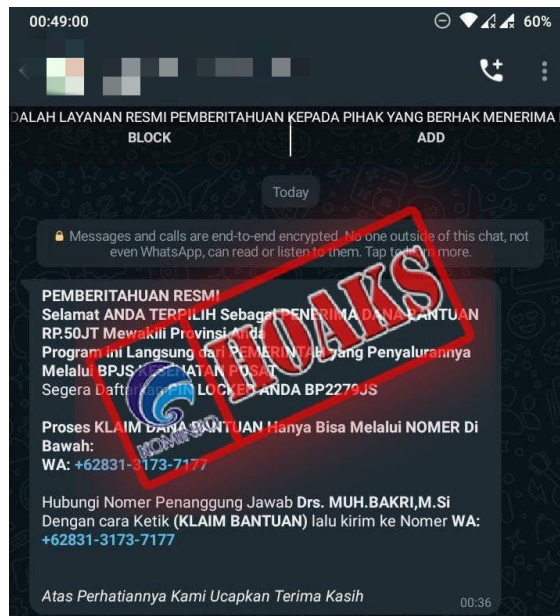 00:49:00
60%
DALAH LAYANAN RESMI PEMBERITAHUAN KEPADA PIHAK YANG BERHAK MENERIMA
BLOCK
ADD
Today
Messages and calls are end-to-end encrypted. No one outside of this chat, not
even WhatsApp, can read or listen to them. Tap to learn more.
PEMBERITAHUAN RESMI
Selamat ANDA TERPILIH Sebagai PENERIMA DANA BANTUAN
RP.50JT Mewakili Provinsi Anda
Program Ini Langsung dari PEMERINTAH yang Penyalurannya
Melalui BPJS KESEHATAN PUSAT
Segera Daftarkan PIN LOCKER ANDA BP2279JS
HOAKS
KOMINFO
Proses KLAIM DANA BANTUAN Hanya Bisa Melalui NOMER Di
Bawah:
WA: +62831-3173-7177
Hubungi Nomer Penanggung Jawab Drs. MUH.BAKRI,M.Si
Dengan cara Ketik (KLAIM BANTUAN) lalu kirim ke Nomer WA:
+62831-3173-7177
Atas Perhatiannya Kami Ucapkan Terima Kasih
00:36